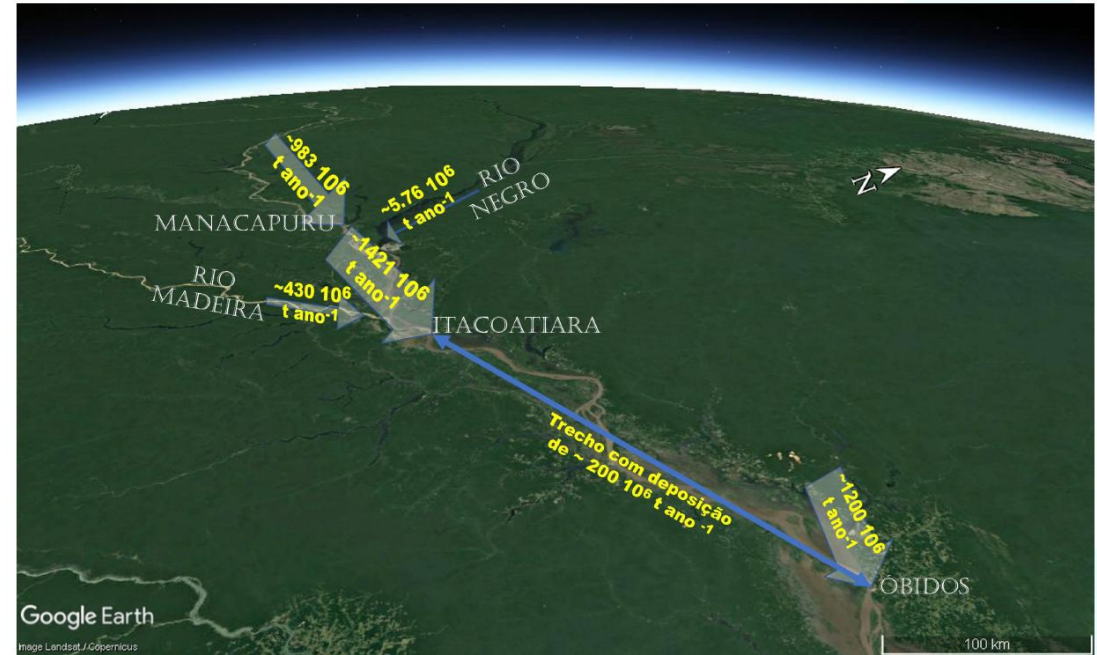 ~983 10⁶
t ano⁻¹
~5.76 10⁶
t ano⁻¹
RIO
NEGRO
N
MANACAPURU
~1421 10⁶
t ano⁻¹
RIO
MADEIRA
~430 10⁶
t ano⁻¹
ITACOATIARA
Trecho com deposição
de ~ 200 10⁶ t ano ⁻¹
~1200 10⁶
t ano⁻¹
ÓBIDOS
Google Earth
Image Landsat / Copernicus
100 km